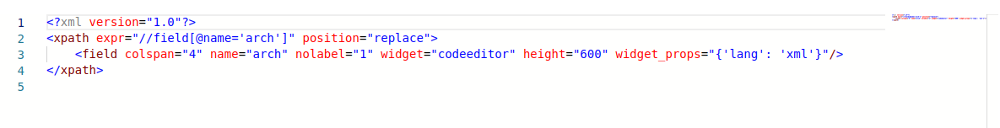 1 <?xml version="1.0"?>
2 <xpath expr="//field[@name='arch']" position="replace">
3     <field colspan="4" name="arch" nolabel="1" widget="codeeditor" height="600" widget_props="{'lang': 'xml'}"/>
4 </xpath>
5